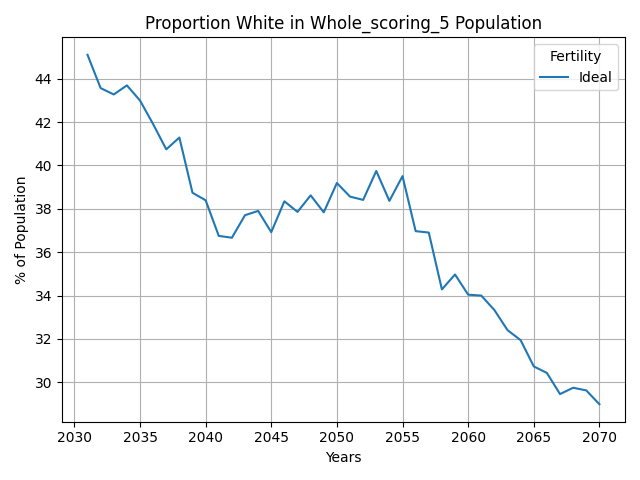 Proportion White in Whole_scoring_5 Population
Fertility
Ideal
44
42
40
38
36
34
32
30
% of Population
2030 2035 2040 2045 2050 2055 2060 2065 2070
Years